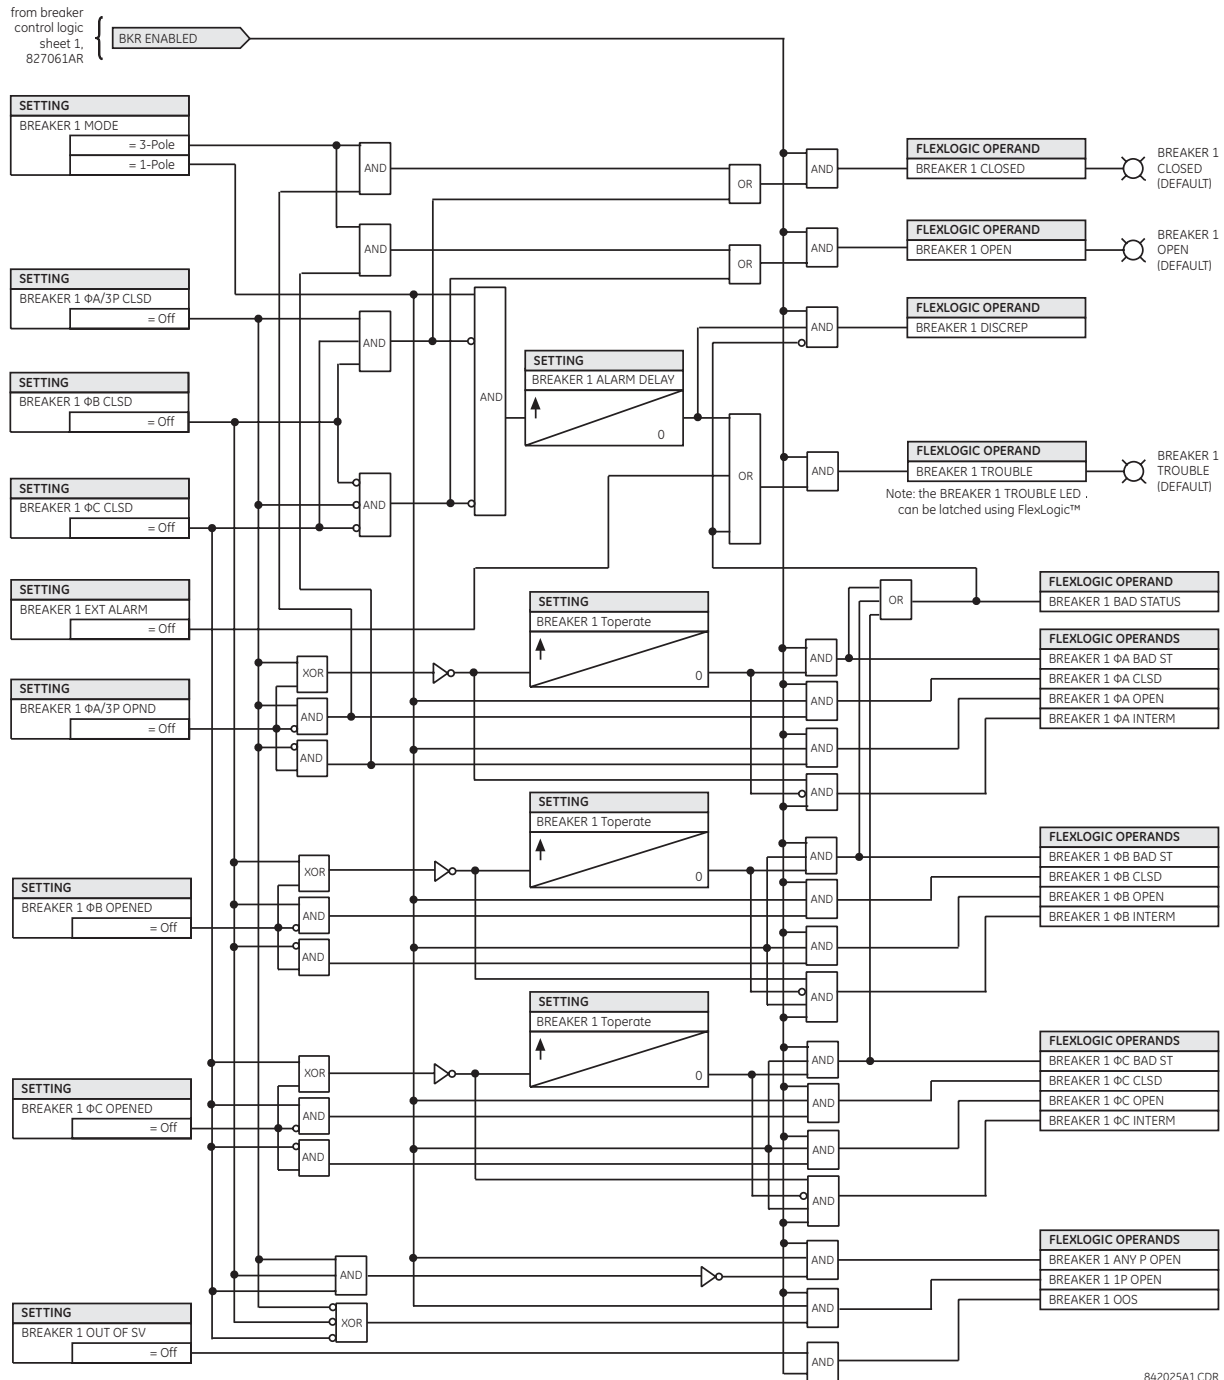 from breaker
control logic
sheet 1,
827061AR
BKR ENABLED
SETTING
BREAKER 1 MODE
= 3-Pole
= 1-Pole
AND
OR
AND
FLEXLOGIC OPERAND
BREAKER 1 CLOSED
BREAKER 1
CLOSED
(DEFAULT)
AND
OR
AND
FLEXLOGIC OPERAND
BREAKER 1 OPEN
BREAKER 1
OPEN
(DEFAULT)
SETTING
BREAKER 1 ΦA/3P CLSD
= Off
AND
AND
FLEXLOGIC OPERAND
BREAKER 1 DISCREP
SETTING
BREAKER 1 ΦB CLSD
= Off
AND
SETTING
BREAKER 1 ALARM DELAY
0
SETTING
BREAKER 1 ΦC CLSD
= Off
AND
OR
AND
FLEXLOGIC OPERAND
BREAKER 1 TROUBLE
BREAKER 1
TROUBLE
(DEFAULT)
Note: the BREAKER 1 TROUBLE LED .
can be latched using FlexLogic™
SETTING
BREAKER 1 EXT ALARM
= Off
SETTING
BREAKER 1 Toperate
0
OR
FLEXLOGIC OPERAND
BREAKER 1 BAD STATUS
SETTING
BREAKER 1 ΦA/3P OPND
= Off
XOR
AND
AND
AND
AND
AND
AND
FLEXLOGIC OPERANDS
BREAKER 1 ΦA BAD ST
BREAKER 1 ΦA CLSD
BREAKER 1 ΦA OPEN
BREAKER 1 ΦA INTERM
SETTING
BREAKER 1 Toperate
0
SETTING
BREAKER 1 ΦB OPENED
= Off
XOR
AND
AND
AND
AND
AND
AND
FLEXLOGIC OPERANDS
BREAKER 1 ΦB BAD ST
BREAKER 1 ΦB CLSD
BREAKER 1 ΦB OPEN
BREAKER 1 ΦB INTERM
SETTING
BREAKER 1 Toperate
0
SETTING
BREAKER 1 ΦC OPENED
= Off
XOR
AND
AND
AND
AND
AND
AND
FLEXLOGIC OPERANDS
BREAKER 1 ΦC BAD ST
BREAKER 1 ΦC CLSD
BREAKER 1 ΦC OPEN
BREAKER 1 ΦC INTERM
AND
XOR
AND
AND
AND
FLEXLOGIC OPERANDS
BREAKER 1 ANY P OPEN
BREAKER 1 1P OPEN
BREAKER 1 OOS
SETTING
BREAKER 1 OUT OF SV
= Off
842025A1.CDR